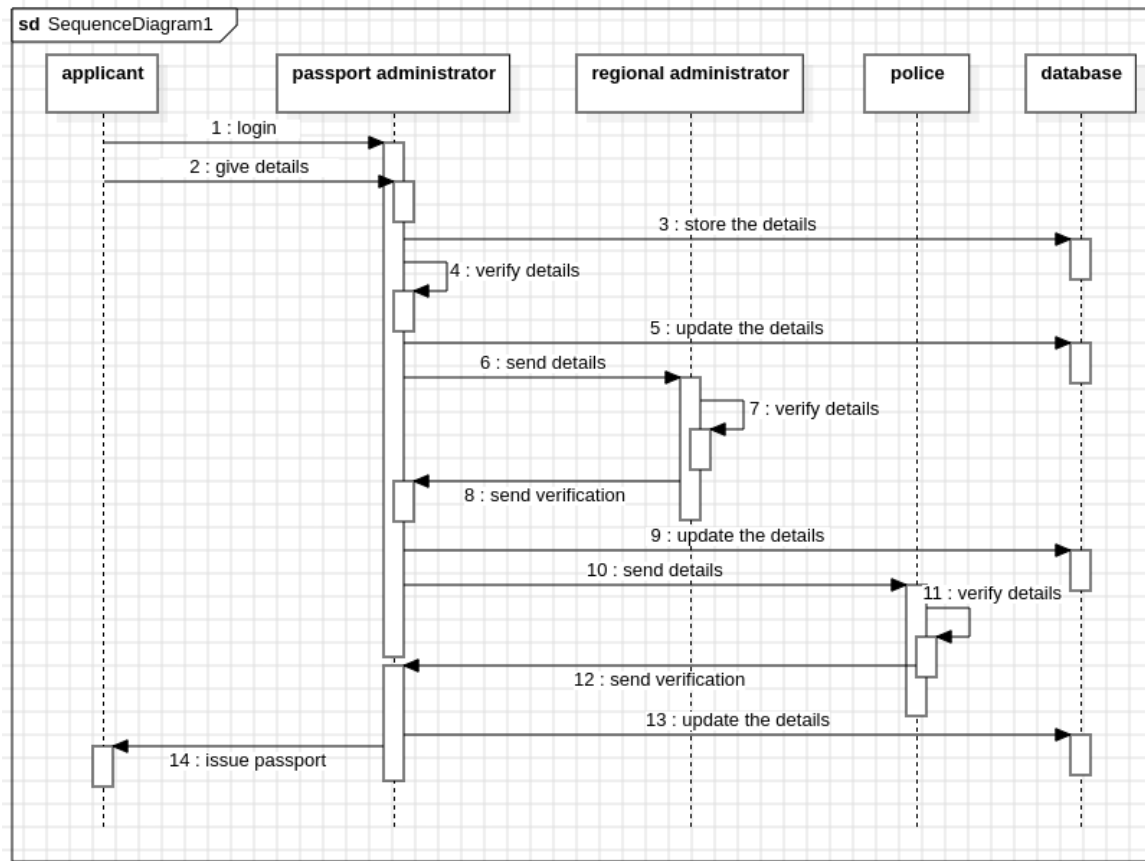 sd SequenceDiagram1
applicant
passport administrator
regional administrator
police
database
1 : login
2 : give details
3 : store the details
4 : verify details
5 : update the details
6 : send details
7 : verify details
8 : send verification
9 : update the details
10 : send details
11 : verify details
12 : send verification
13 : update the details
14 : issue passport